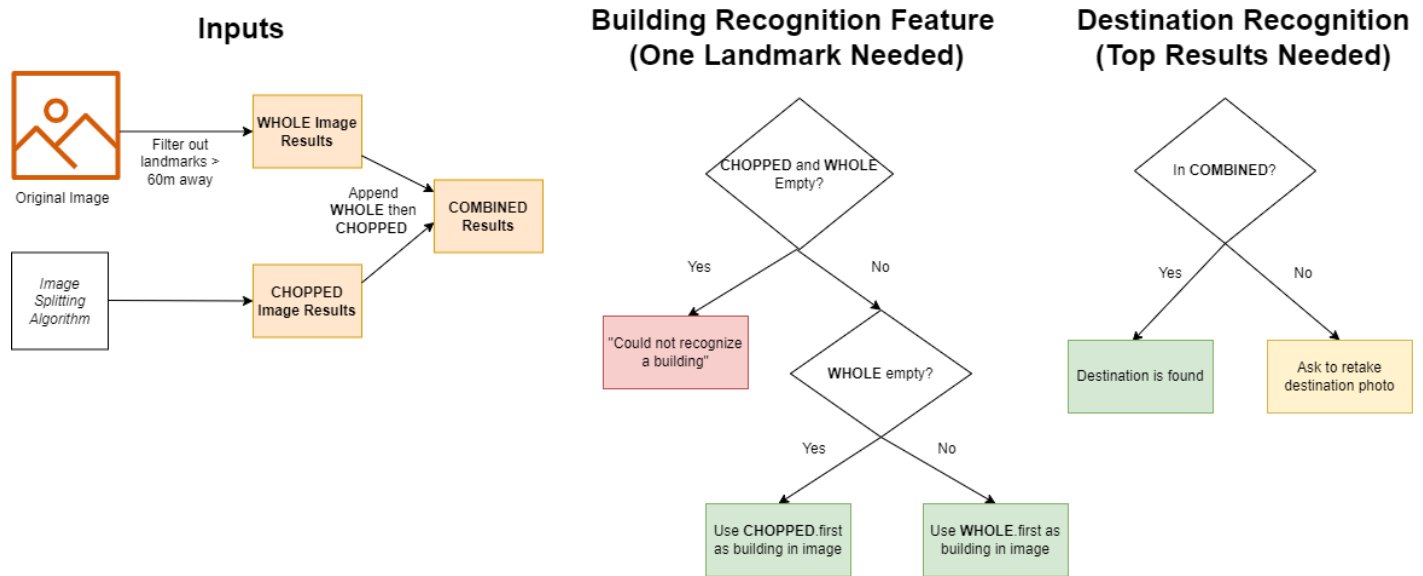 Inputs
Original Image
Filter out
landmarks >
60m away
WHOLE Image
Results
Append
WHOLE then
CHOPPED
COMBINED
Results
Image
Splitting
Algorithm
CHOPPED
Image Results
Building Recognition Feature
(One Landmark Needed)
CHOPPED and WHOLE
Empty?
Yes
No
"Could not recognize
a building"
WHOLE empty?
Yes
No
Use CHOPPED.first
as building in image
Use WHOLE.first as
building in image
Destination Recognition
(Top Results Needed)
In COMBINED?
Yes
No
Destination is found
Ask to retake
destination photo